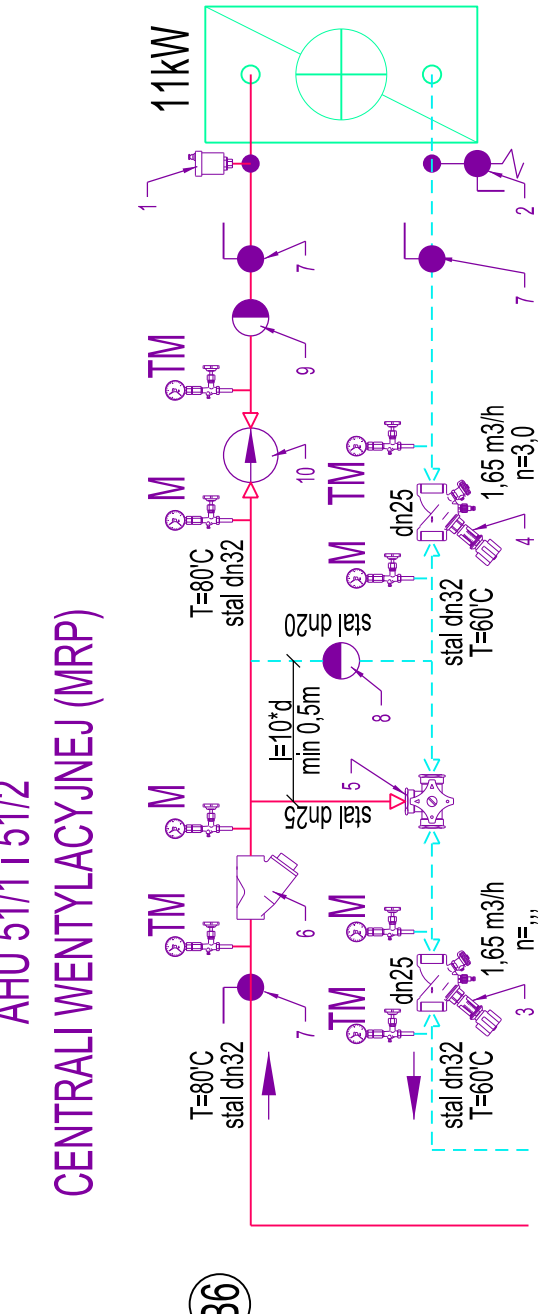 AHU 51/1 i 51/2
CENTRALI WENTYLACYJNEJ (MRP)
11kW
1
7
9
TM
M
10
T=80'C
stal dn32
M
TM
6
7
T=80'C
stal dn32
l=10*d
min 0,5m
stal dn20
stal dn25
8
5
2
7
TM
M
dn25
1,65 m3/h
n=3,0
4
stal dn32
T=60'C
M
TM
dn25
1,65 m3/h
n=,,,
3
stal dn32
T=60'C